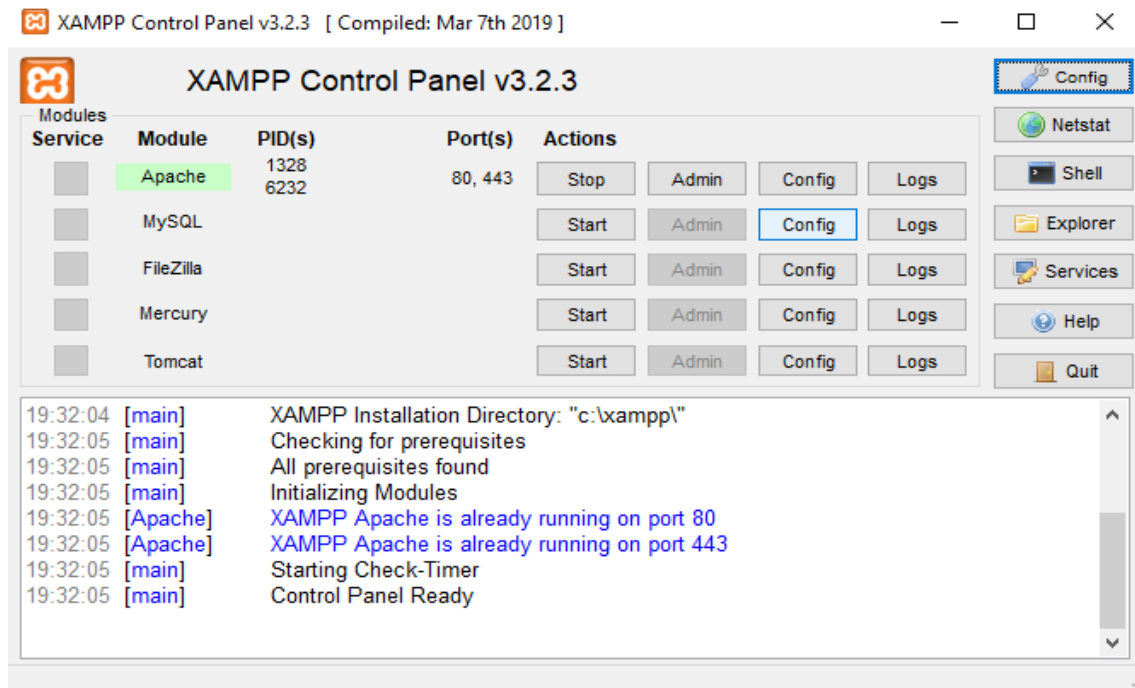 XAMPP Control Panel v3.2.3 [ Compiled: Mar 7th 2019 ]
XAMPP Control Panel v3.2.3
Config
Modules
Netstat
Service Module PID(s) Port(s) Actions
Apache 1328 6232 80, 443 Stop Admin Config Logs
Shell
MySQL Start Admin Config Logs
Explorer
FileZilla Start Admin Config Logs
Services
Mercury Start Admin Config Logs
Help
Tomcat Start Admin Config Logs
Quit
19:32:04 [main] XAMPP Installation Directory: "c:\xampp\"
19:32:05 [main] Checking for prerequisites
19:32:05 [main] All prerequisites found
19:32:05 [main] Initializing Modules
19:32:05 [Apache] XAMPP Apache is already running on port 80
19:32:05 [Apache] XAMPP Apache is already running on port 443
19:32:05 [main] Starting Check-Timer
19:32:05 [main] Control Panel Ready